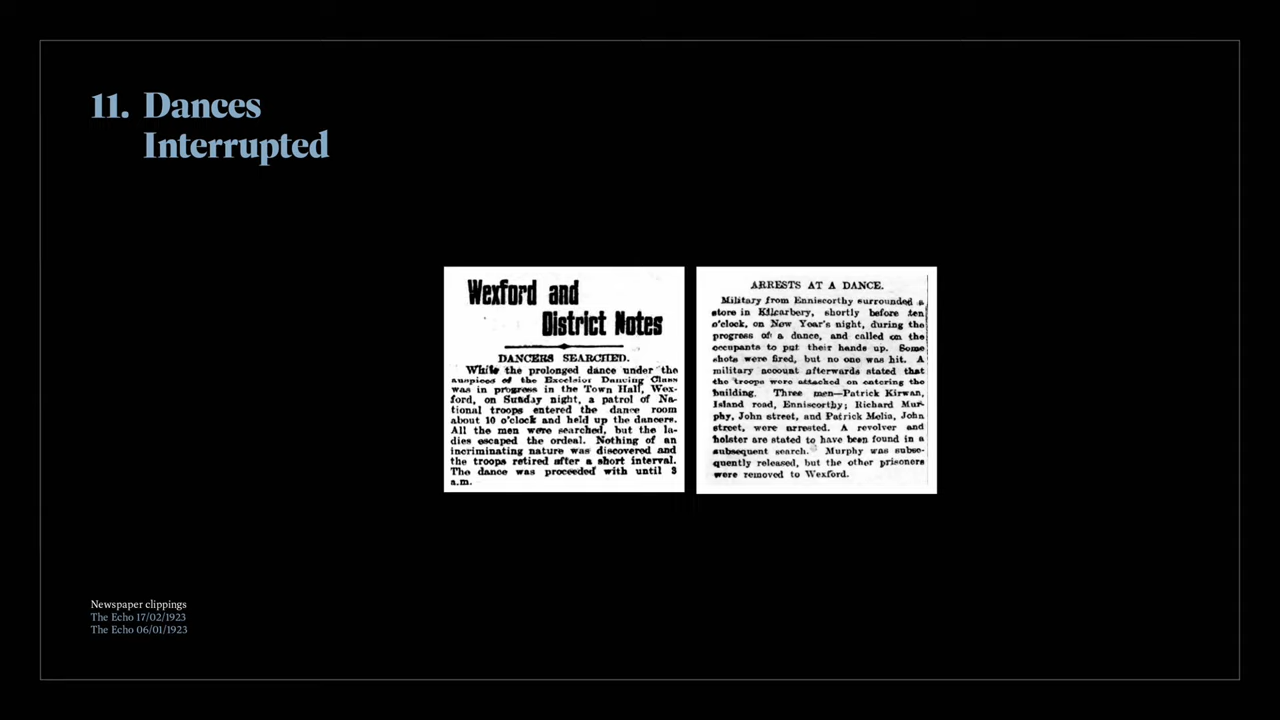 11. Dances
Interrupted
Wexford and
District Notes
DANCERS SEARCHED.
While the prolonged dance under the
auspices of the Excelsior Dancing Class
was in progress in the Town Hall, Wex-
ford, on Sunday night, a patrol of Na-
tional troops entered the dance room
about 10 o'clock and held up the dancers.
All the men were searched, but the la-
dies escaped the ordeal. Nothing of an
incriminating nature was discovered and
the troops retired after a short interval.
The dance was proceeded with until 3
a.m.
ARRESTS AT A DANCE.
Military from Enniscorthy surrounded a
store in Kilcarbery, shortly before ten
o'clock, on New Year's night, during the
progress of a dance, and called on the
occupants to put their hands up. Some
shots were fired, but no one was hit. A
military account afterwards stated that
the troops were attacked on entering the
building. Three men—Patrick Kirwan,
Island road, Enniscorthy; Richard Mur-
phy, John street, and Patrick Melia, John
street, were arrested. A revolver and
holster are stated to have been found in a
subsequent search. Murphy was subse-
quently released, but the other prisoners
were removed to Wexford.
Newspaper clippings
The Echo 17/02/1923
The Echo 06/01/1923